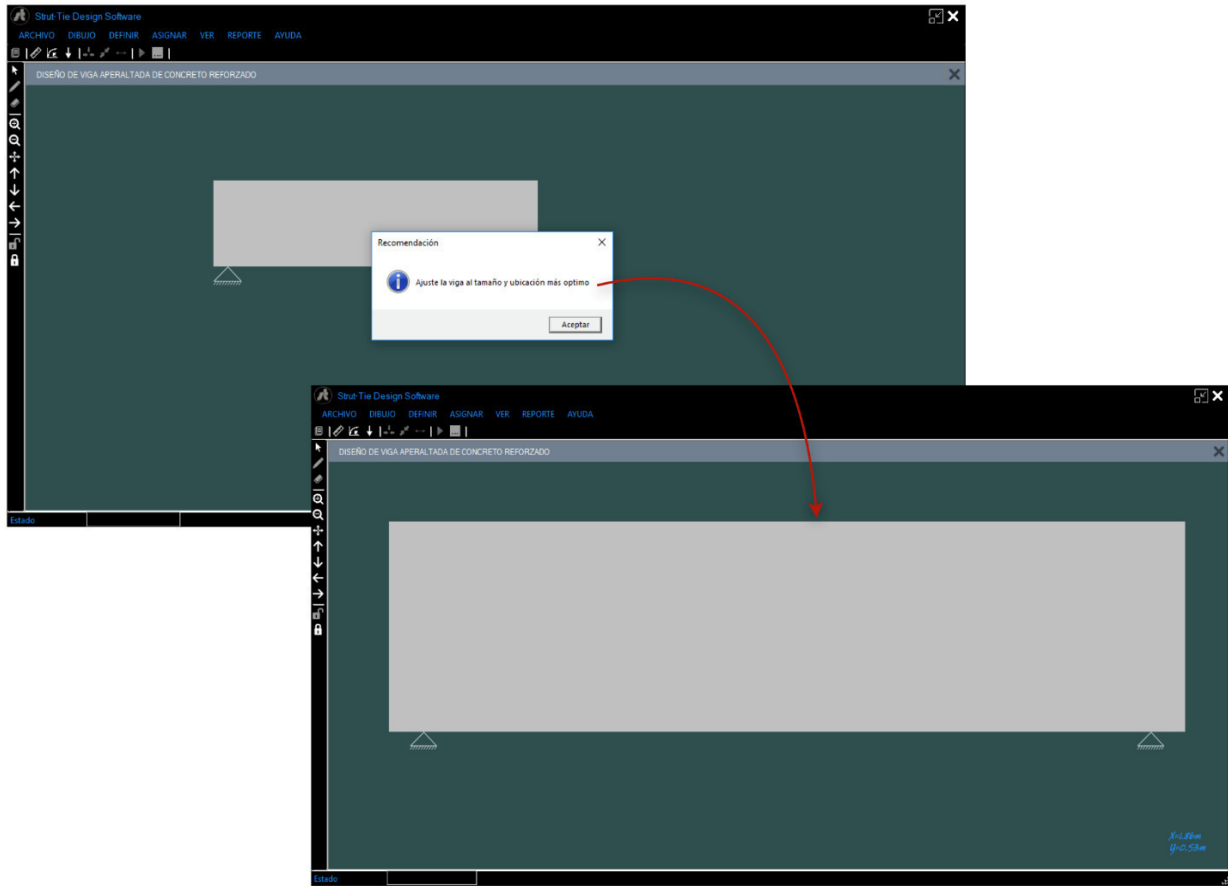 Strut-Tie Design Software
ARCHIVO DIBUJO DEFINIR ASIGNAR VER REPORTE AYUDA
DISEÑO DE VIGA APERALTADA DE CONCRETO REFORZADO
Recomendación
Ajuste la viga al tamaño y ubicación más optimo
Aceptar
Estado
Strut-Tie Design Software
ARCHIVO DIBUJO DEFINIR ASIGNAR VER REPORTE AYUDA
DISEÑO DE VIGA APERALTADA DE CONCRETO REFORZADO
Y=0.53m
Estado